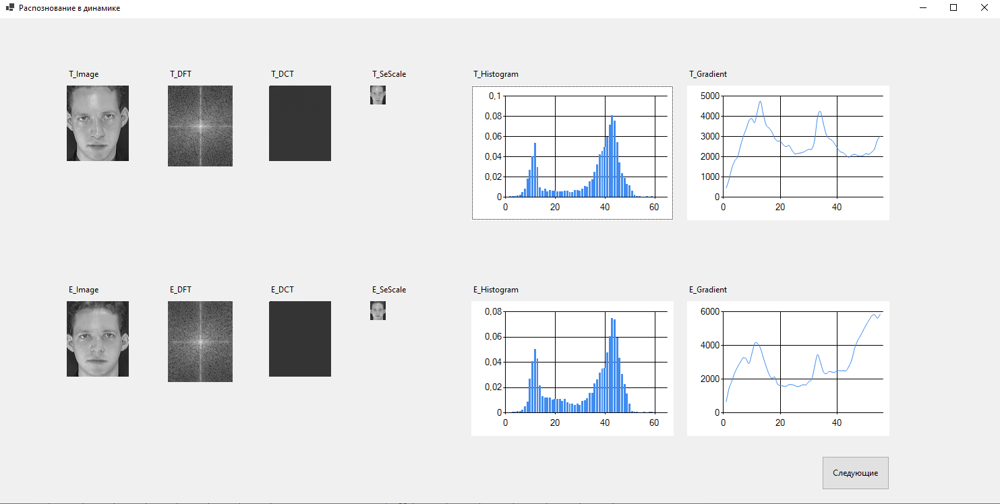 Распознование в динамике
T_Image T_DFT T_DCT T_SeScale T_Histogram T_Gradient
0,1
0,08
0,06
0,04
0,02
0
0 20 40 60
5000
4000
3000
2000
1000
0
0 20 40
E_Image E_DFT E_DCT E_SeScale E_Histogram E_Gradient
0,08
0,06
0,04
0,02
0
0 20 40 60
6000
4000
2000
0
0 20 40
Следующие